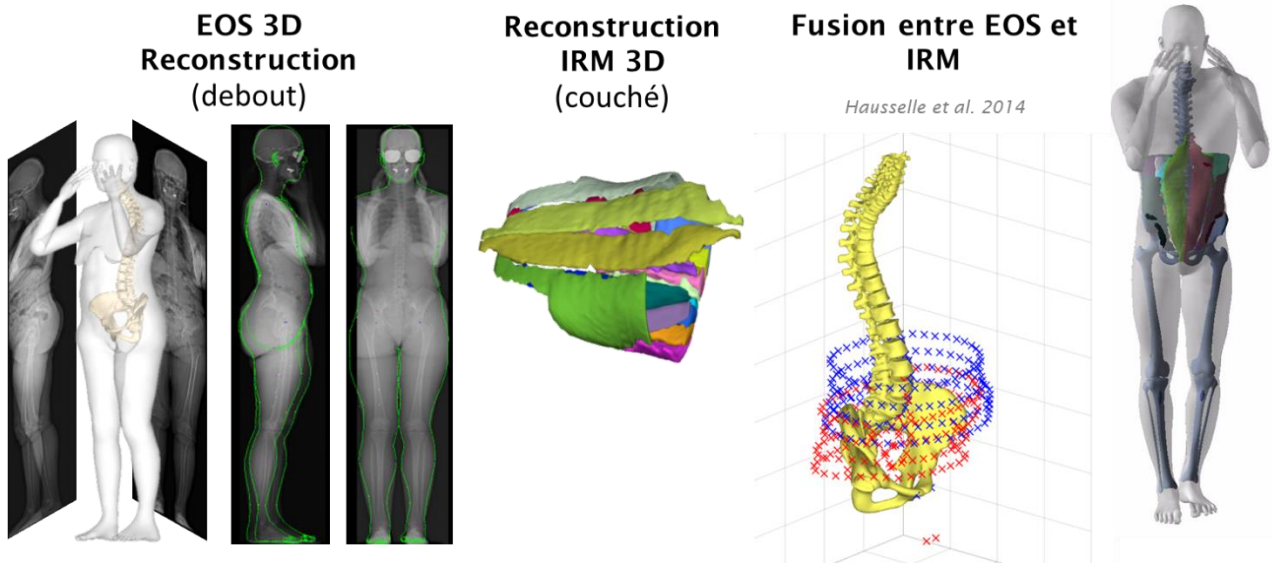 EOS 3D
Reconstruction
(debout)
Reconstruction
IRM 3D
(couché)
Fusion entre EOS et
IRM
Hausselle et al. 2014